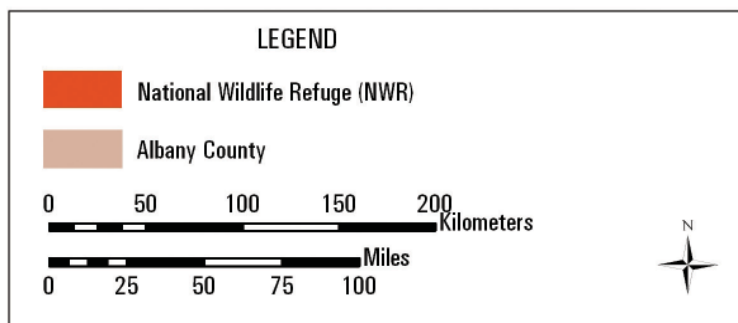 LEGEND
National Wildlife Refuge (NWR)
Albany County
0 50 100 150 200
Kilometers
N
Miles
0 25 50 75 100